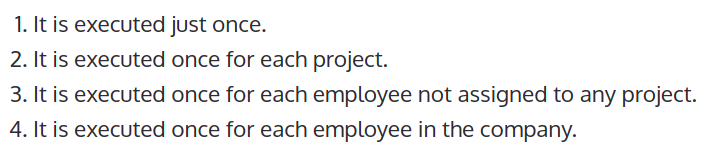 1. It is executed just once.
2. It is executed once for each project.
3. It is executed once for each employee not assigned to any project.
4. It is executed once for each employee in the company.